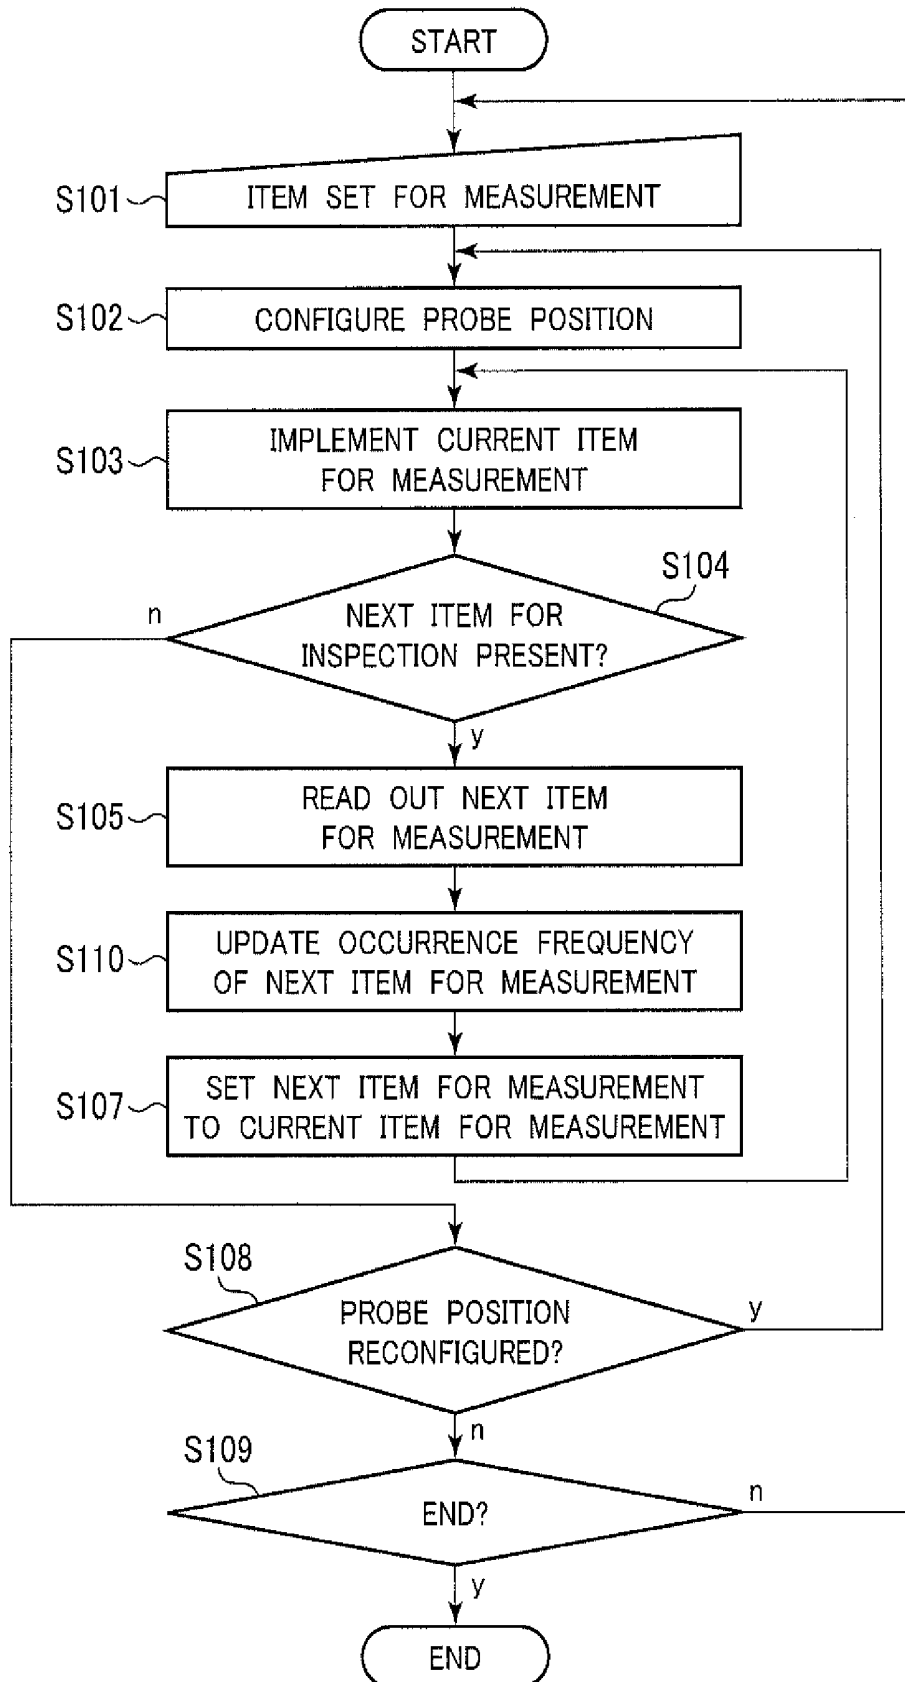 START
S101
ITEM SET FOR MEASUREMENT
S102
CONFIGURE PROBE POSITION
S103
IMPLEMENT CURRENT ITEM
FOR MEASUREMENT
S104
n
NEXT ITEM FOR
INSPECTION PRESENT?
y
S105
READ OUT NEXT ITEM
FOR MEASUREMENT
S110
UPDATE OCCURRENCE FREQUENCY
OF NEXT ITEM FOR MEASUREMENT
S107
SET NEXT ITEM FOR MEASUREMENT
TO CURRENT ITEM FOR MEASUREMENT
S108
PROBE POSITION
RECONFIGURED?
y
n
S109
END?
n
y
END